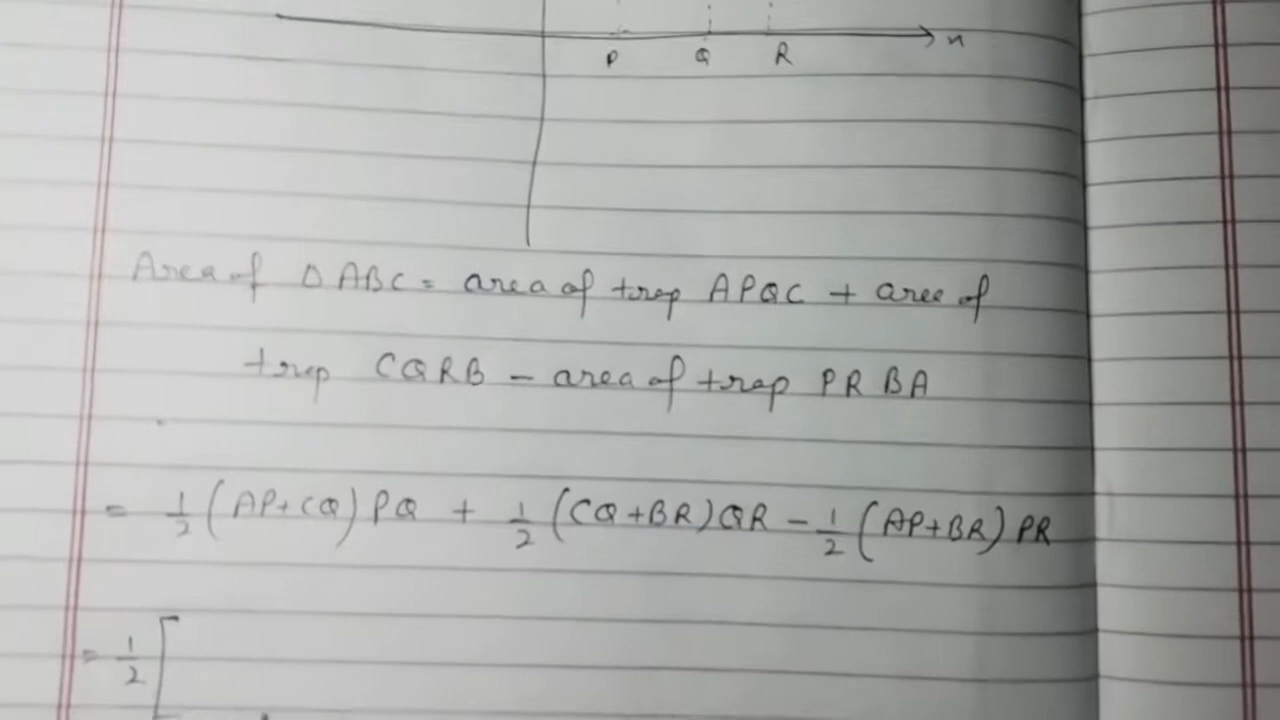 P Q R x
Area of Δ ABC = area of trap APQC + area of
trap CQRB - area of trap PRBA
= 1/2 (AP+CQ) PQ + 1/2 (CQ+BR) QR - 1/2 (AP+BR) PR
= 1/2 [